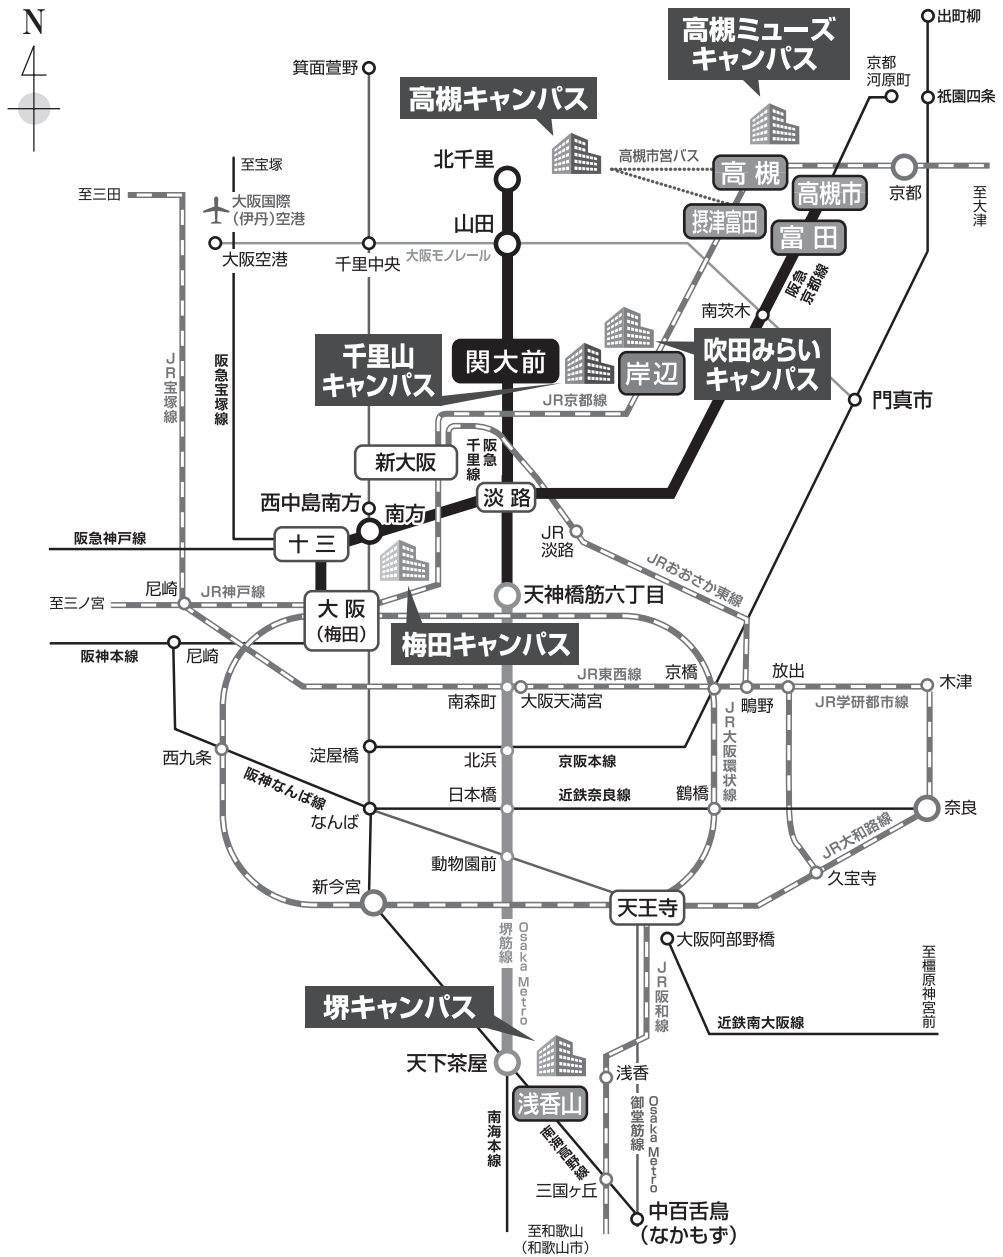 N
高槻ミューズ
キャンパス
出町柳
京都
河原町
祇園四条
箕面萱野
高槻キャンパス
至宝塚
北千里
高槻市営バス
高槻
京都
至大津
高槻市
至三田
大阪国際
(伊丹)空港
山田
摂津富田
富田
大阪空港
千里中央
大阪モノレール
阪急
京都線
南茨木
千里山
キャンパス
関大前
岸辺
吹田みらい
キャンパス
JR宝塚線
阪急宝塚線
JR京都線
門真市
新大阪
阪急
千里線
西中島南方
南方
淡路
JR
淡路
阪急神戸線
十三
JRおおさか東線
尼崎
JR神戸線
至三ノ宮
大阪
(梅田)
天神橋筋六丁目
梅田キャンパス
阪神本線
尼崎
JR東西線
京橋
放出
木津
南森町
大阪天満宮
鴫野
JR学研都市線
JR大阪環状線
西九条
淀屋橋
北浜
京阪本線
阪神なんば線
日本橋
近鉄奈良線
鶴橋
奈良
なんば
JR大和路線
動物園前
新今宮
久宝寺
天王寺
堺筋線
Osaka Metro
大阪阿部野橋
至橿原神宮前
JR阪和線
堺キャンパス
近鉄南大阪線
天下茶屋
浅香
浅香山
南海本線
南海高野線
御堂筋線
Osaka Metro
三国ヶ丘
中百舌鳥
(なかもず)
至和歌山
(和歌山市)